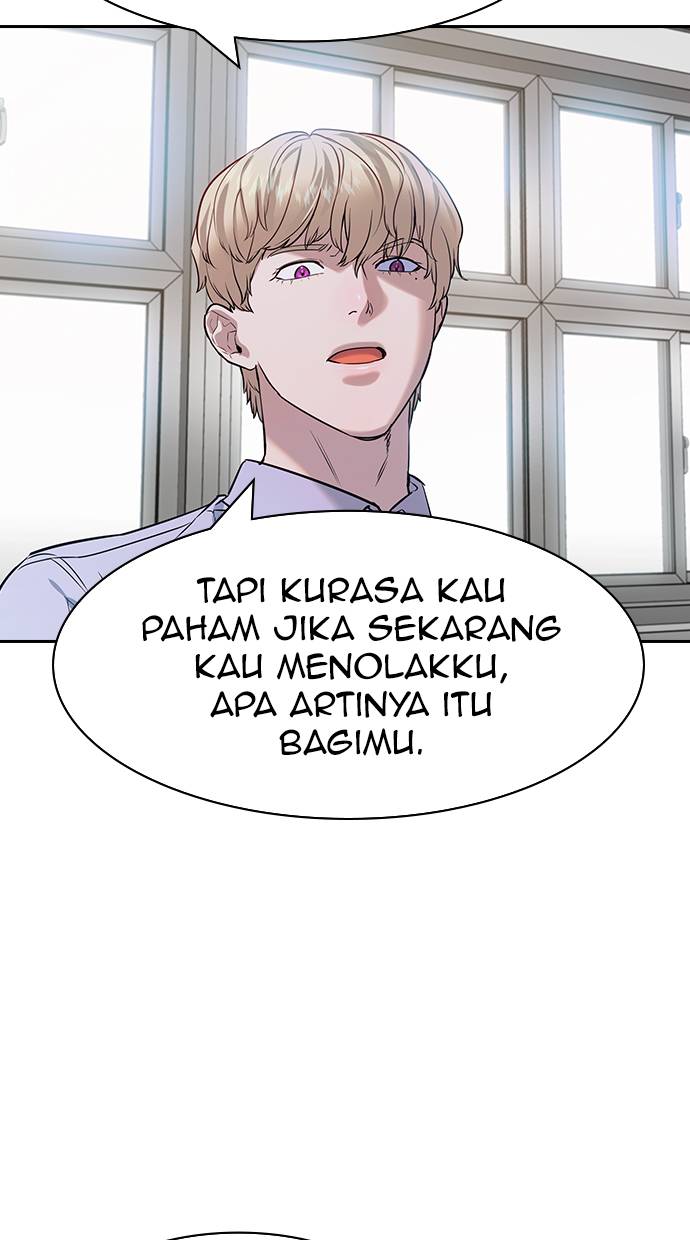 TAPI KURASA KAU
PAHAM JIKA SEKARANG
KAU MENOLAKKU,
APA ARTINYA ITU
BAGIMU.